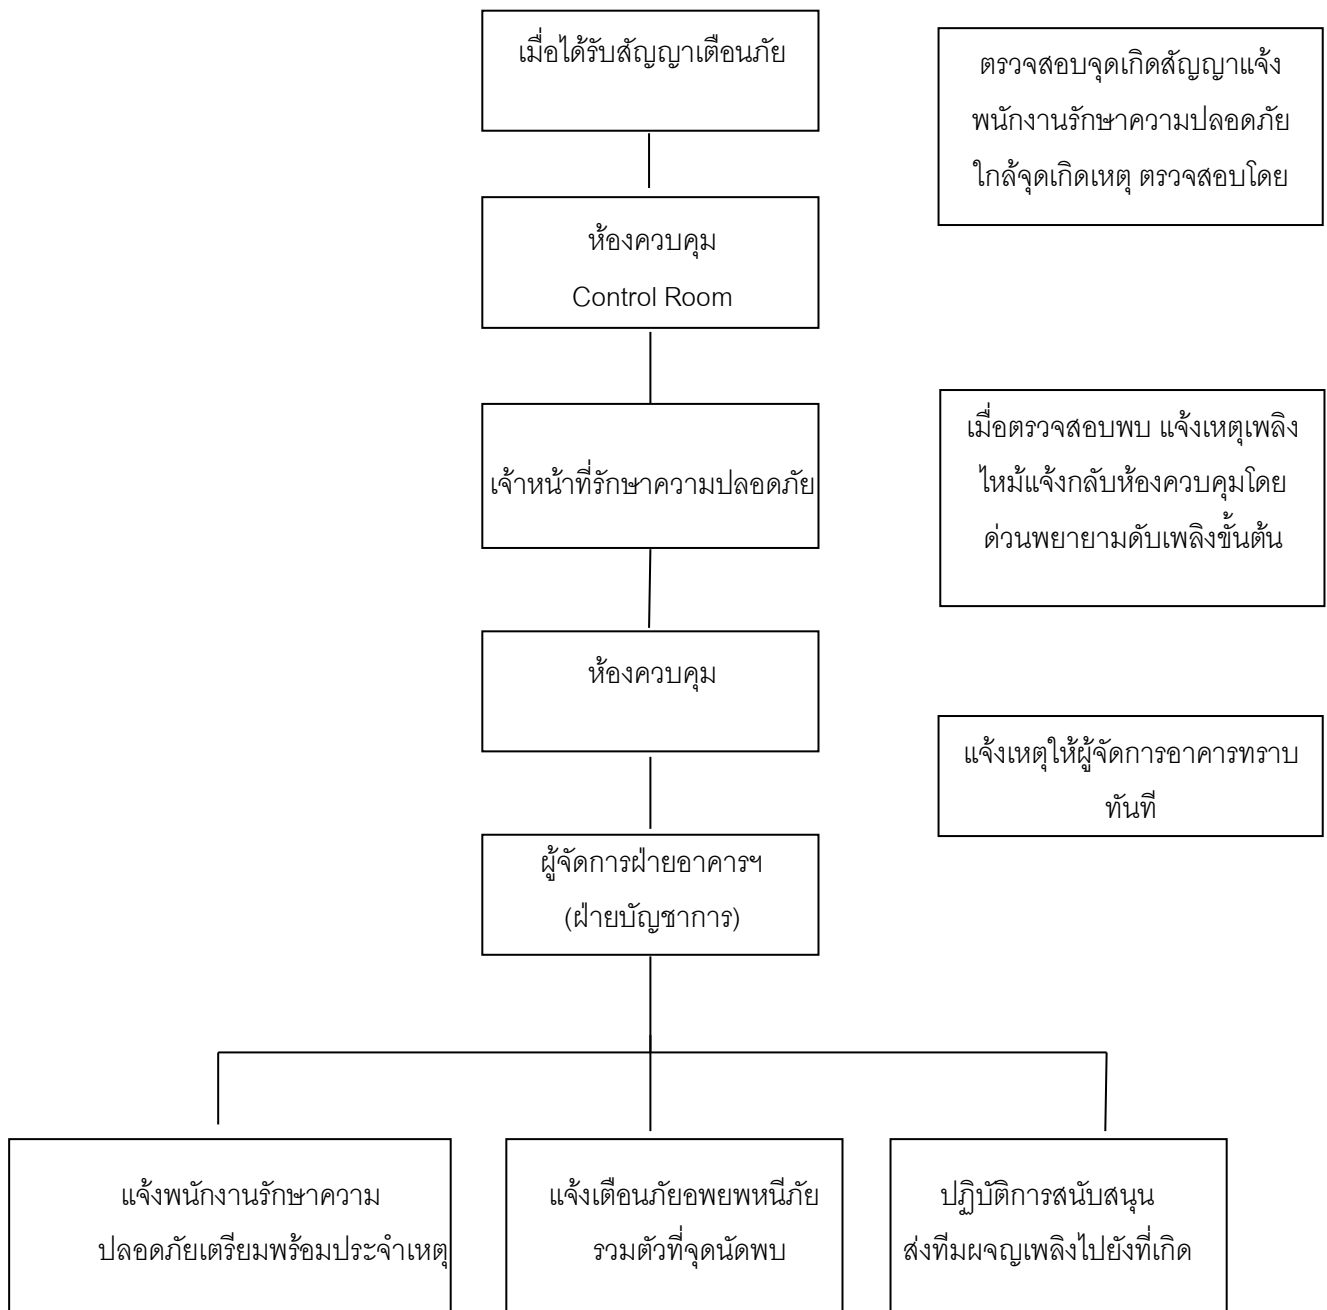 เมื่อได้รับสัญญาเตือนภัย
ตรวจสอบจุดเกิดสัญญาแจ้ง
พนักงานรักษาความปลอดภัย
ใกล้จุดเกิดเหตุ ตรวจสอบโดย
ห้องควบคุม
Control Room
เจ้าหน้าที่รักษาความปลอดภัย
เมื่อตรวจสอบพบ แจ้งเหตุเพลิง
ไหม้แจ้งกลับห้องควบคุมโดย
ด่วนพยายามดับเพลิงขั้นต้น
ห้องควบคุม
แจ้งเหตุให้ผู้จัดการอาคารทราบ
ทันที
ผู้จัดการฝ่ายอาคารฯ
(ฝ่ายบัญชาการ)
แจ้งพนักงานรักษาความ
ปลอดภัยเตรียมพร้อมประจำเหตุ
แจ้งเตือนภัยอพยพหนีภัย
รวมตัวที่จุดนัดพบ
ปฏิบัติการสนับสนุน
ส่งทีมผจญเพลิงไปยังที่เกิด